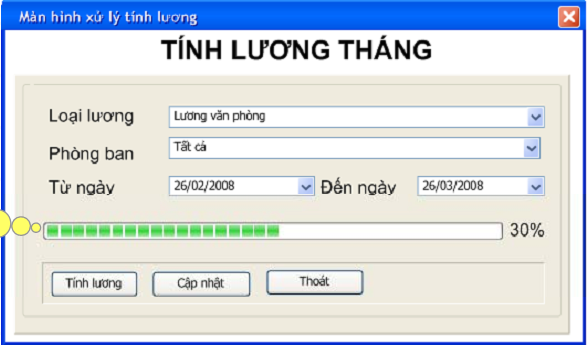 Màn hình xử lý tính lương
TÍNH LƯƠNG THÁNG
Loại lương Lương văn phòng
Phòng ban Tất cả
Từ ngày 26/02/2008 Đến ngày 26/03/2008
30%
Tính lương Cập nhật Thoát